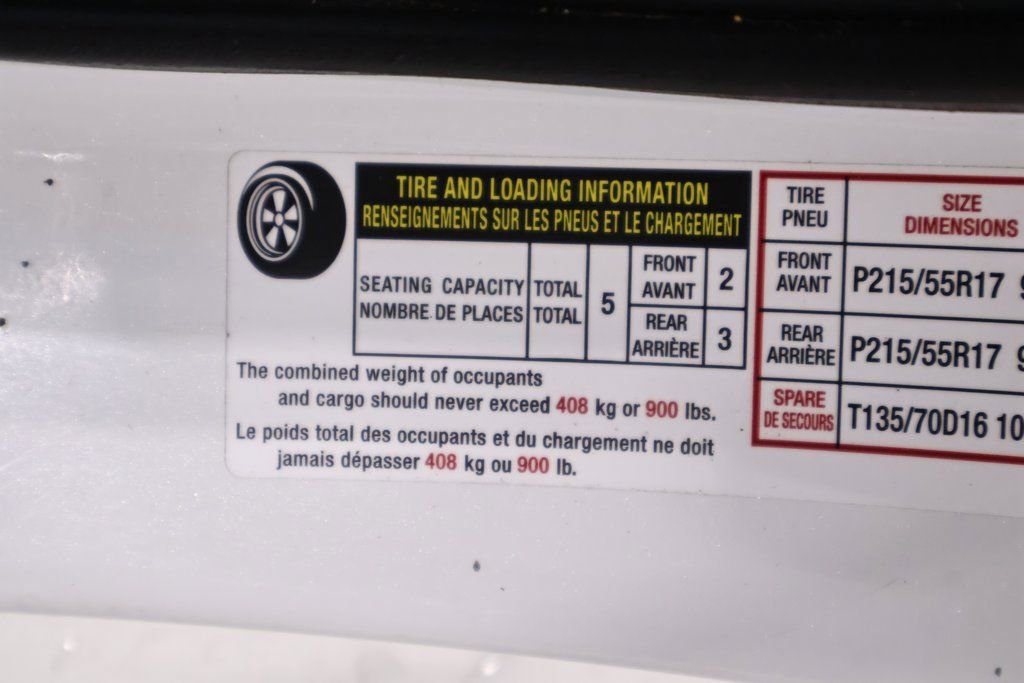 TIRE AND LOADING INFORMATION
RENSEIGNEMENTS SUR LES PNEUS ET LE CHARGEMENT
SEATING CAPACITY
NOMBRE DE PLACES
TOTAL
TOTAL
5
FRONT
AVANT
2
REAR
ARRIÈRE
3
The combined weight of occupants
and cargo should never exceed 408 kg or 900 lbs.
Le poids total des occupants et du chargement ne doit
jamais dépasser 408 kg ou 900 lb.
TIRE
PNEU
SIZE
DIMENSIONS
FRONT
AVANT
P215/55R17
REAR
ARRIÈRE
P215/55R17
SPARE
DE SECOURS
T135/70D16